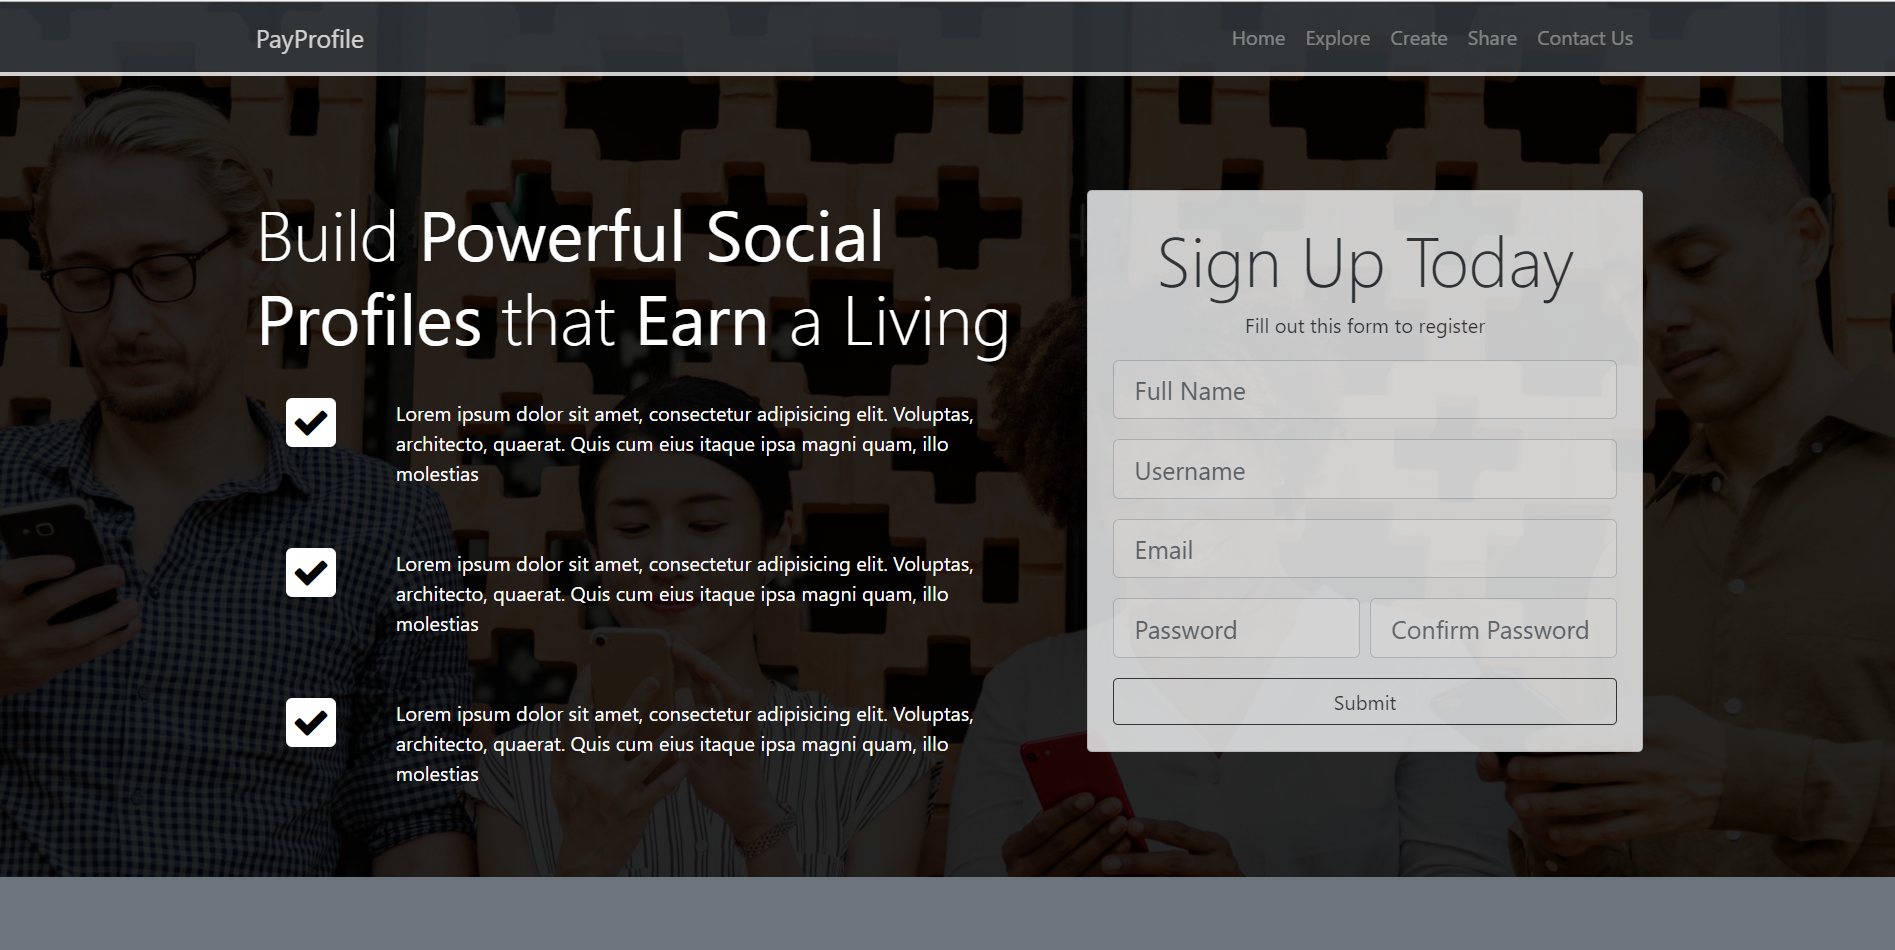 PayProfile
Home Explore Create Share Contact Us
Build Powerful Social
Profiles that Earn a Living
Lorem ipsum dolor sit amet, consectetur adipisicing elit. Voluptas,
architecto, quaerat. Quis cum eius itaque ipsa magni quam, illo
molestias
Lorem ipsum dolor sit amet, consectetur adipisicing elit. Voluptas,
architecto, quaerat. Quis cum eius itaque ipsa magni quam, illo
molestias
Lorem ipsum dolor sit amet, consectetur adipisicing elit. Voluptas,
architecto, quaerat. Quis cum eius itaque ipsa magni quam, illo
molestias
Sign Up Today
Fill out this form to register
Full Name
Username
Email
Password Confirm Password
Submit